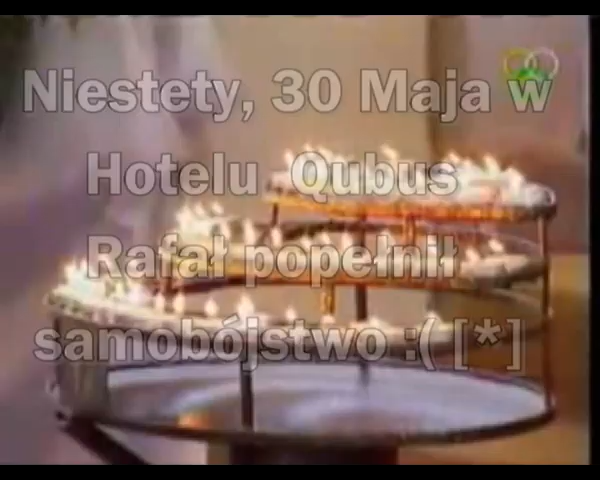 Niestety, 30 Maja w
Hotelu Qubus
Rafał popełnił
samobójstwo :( [*]